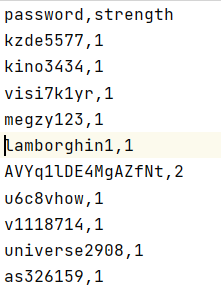 password,strength
kzde5577,1
kino3434,1
visi7k1yr,1
megzy123,1
lamborghin1,1
AVYq1lDE4MgAZfNt,2
u6c8vhow,1
v1118714,1
universe2908,1
as326159,1